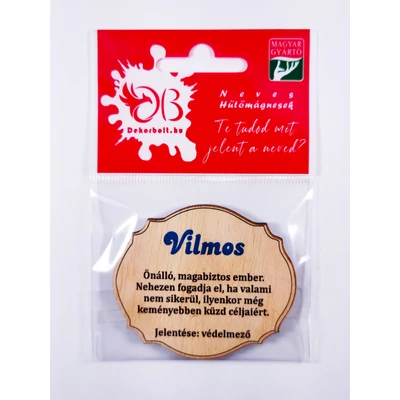 MAGYAR
GYÁRTÓ
DB
Dekorbolt.hu
Neves
Hűtőmágnesek
Te tudod mit
jelent a neved?
Vilmos
Önálló, magabiztos ember.
Nehezen fogadja el, ha valami
nem sikerül, ilyenkor még
keményebben küzd céljaiért.
Jelentése: védelmező